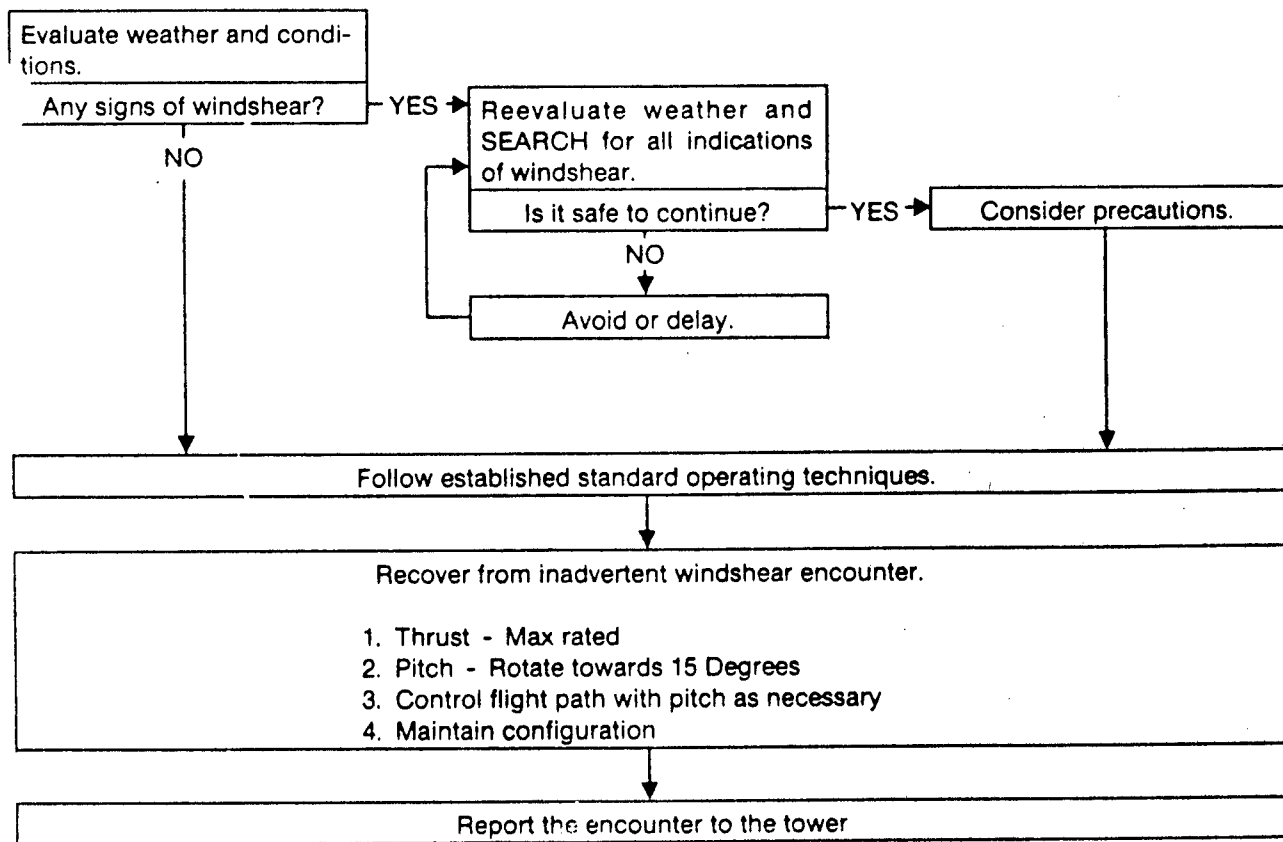 Evaluate weather and condi-
tions.
Any signs of windshear?
YES
NO
Reevaluate weather and
SEARCH for all indications
of windshear.
Is it safe to continue?
YES
NO
Consider precautions.
Avoid or delay.
Follow established standard operating techniques.
Recover from inadvertent windshear encounter.
1. Thrust - Max rated
2. Pitch - Rotate towards 15 Degrees
3. Control flight path with pitch as necessary
4. Maintain configuration
Report the encounter to the tower